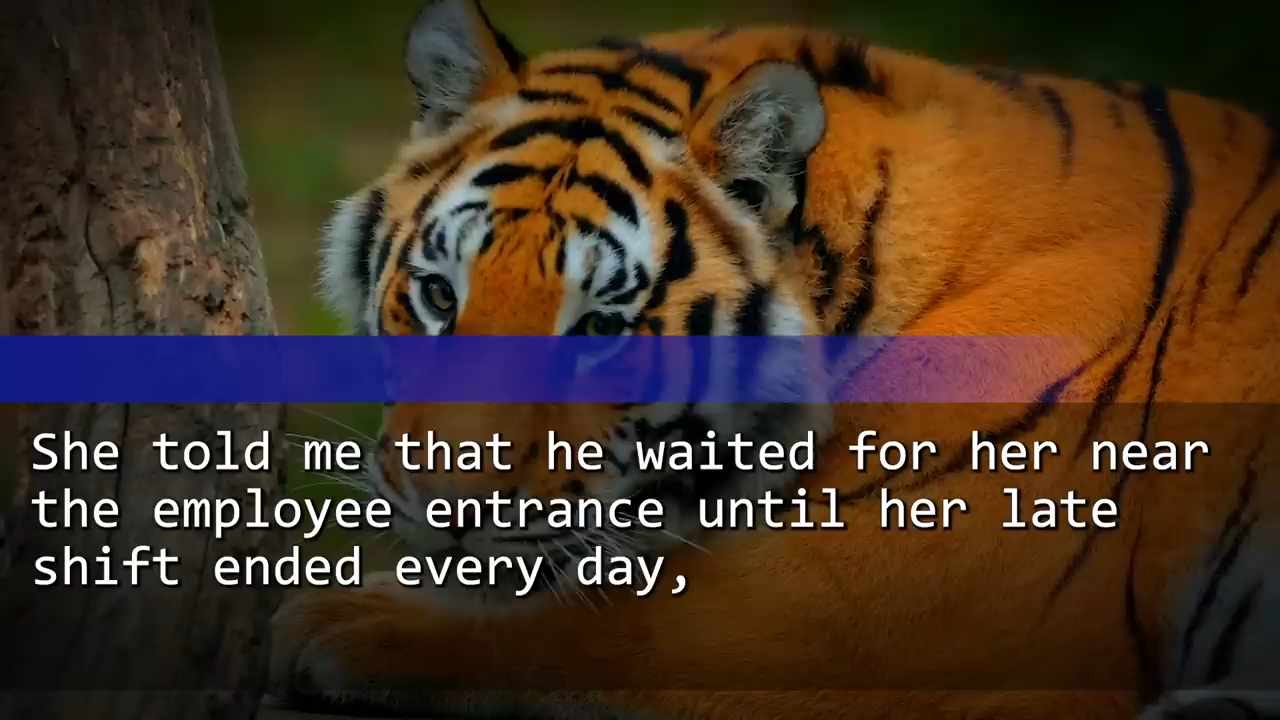 She told me that he waited for her near
the employee entrance until her late
shift ended every day,